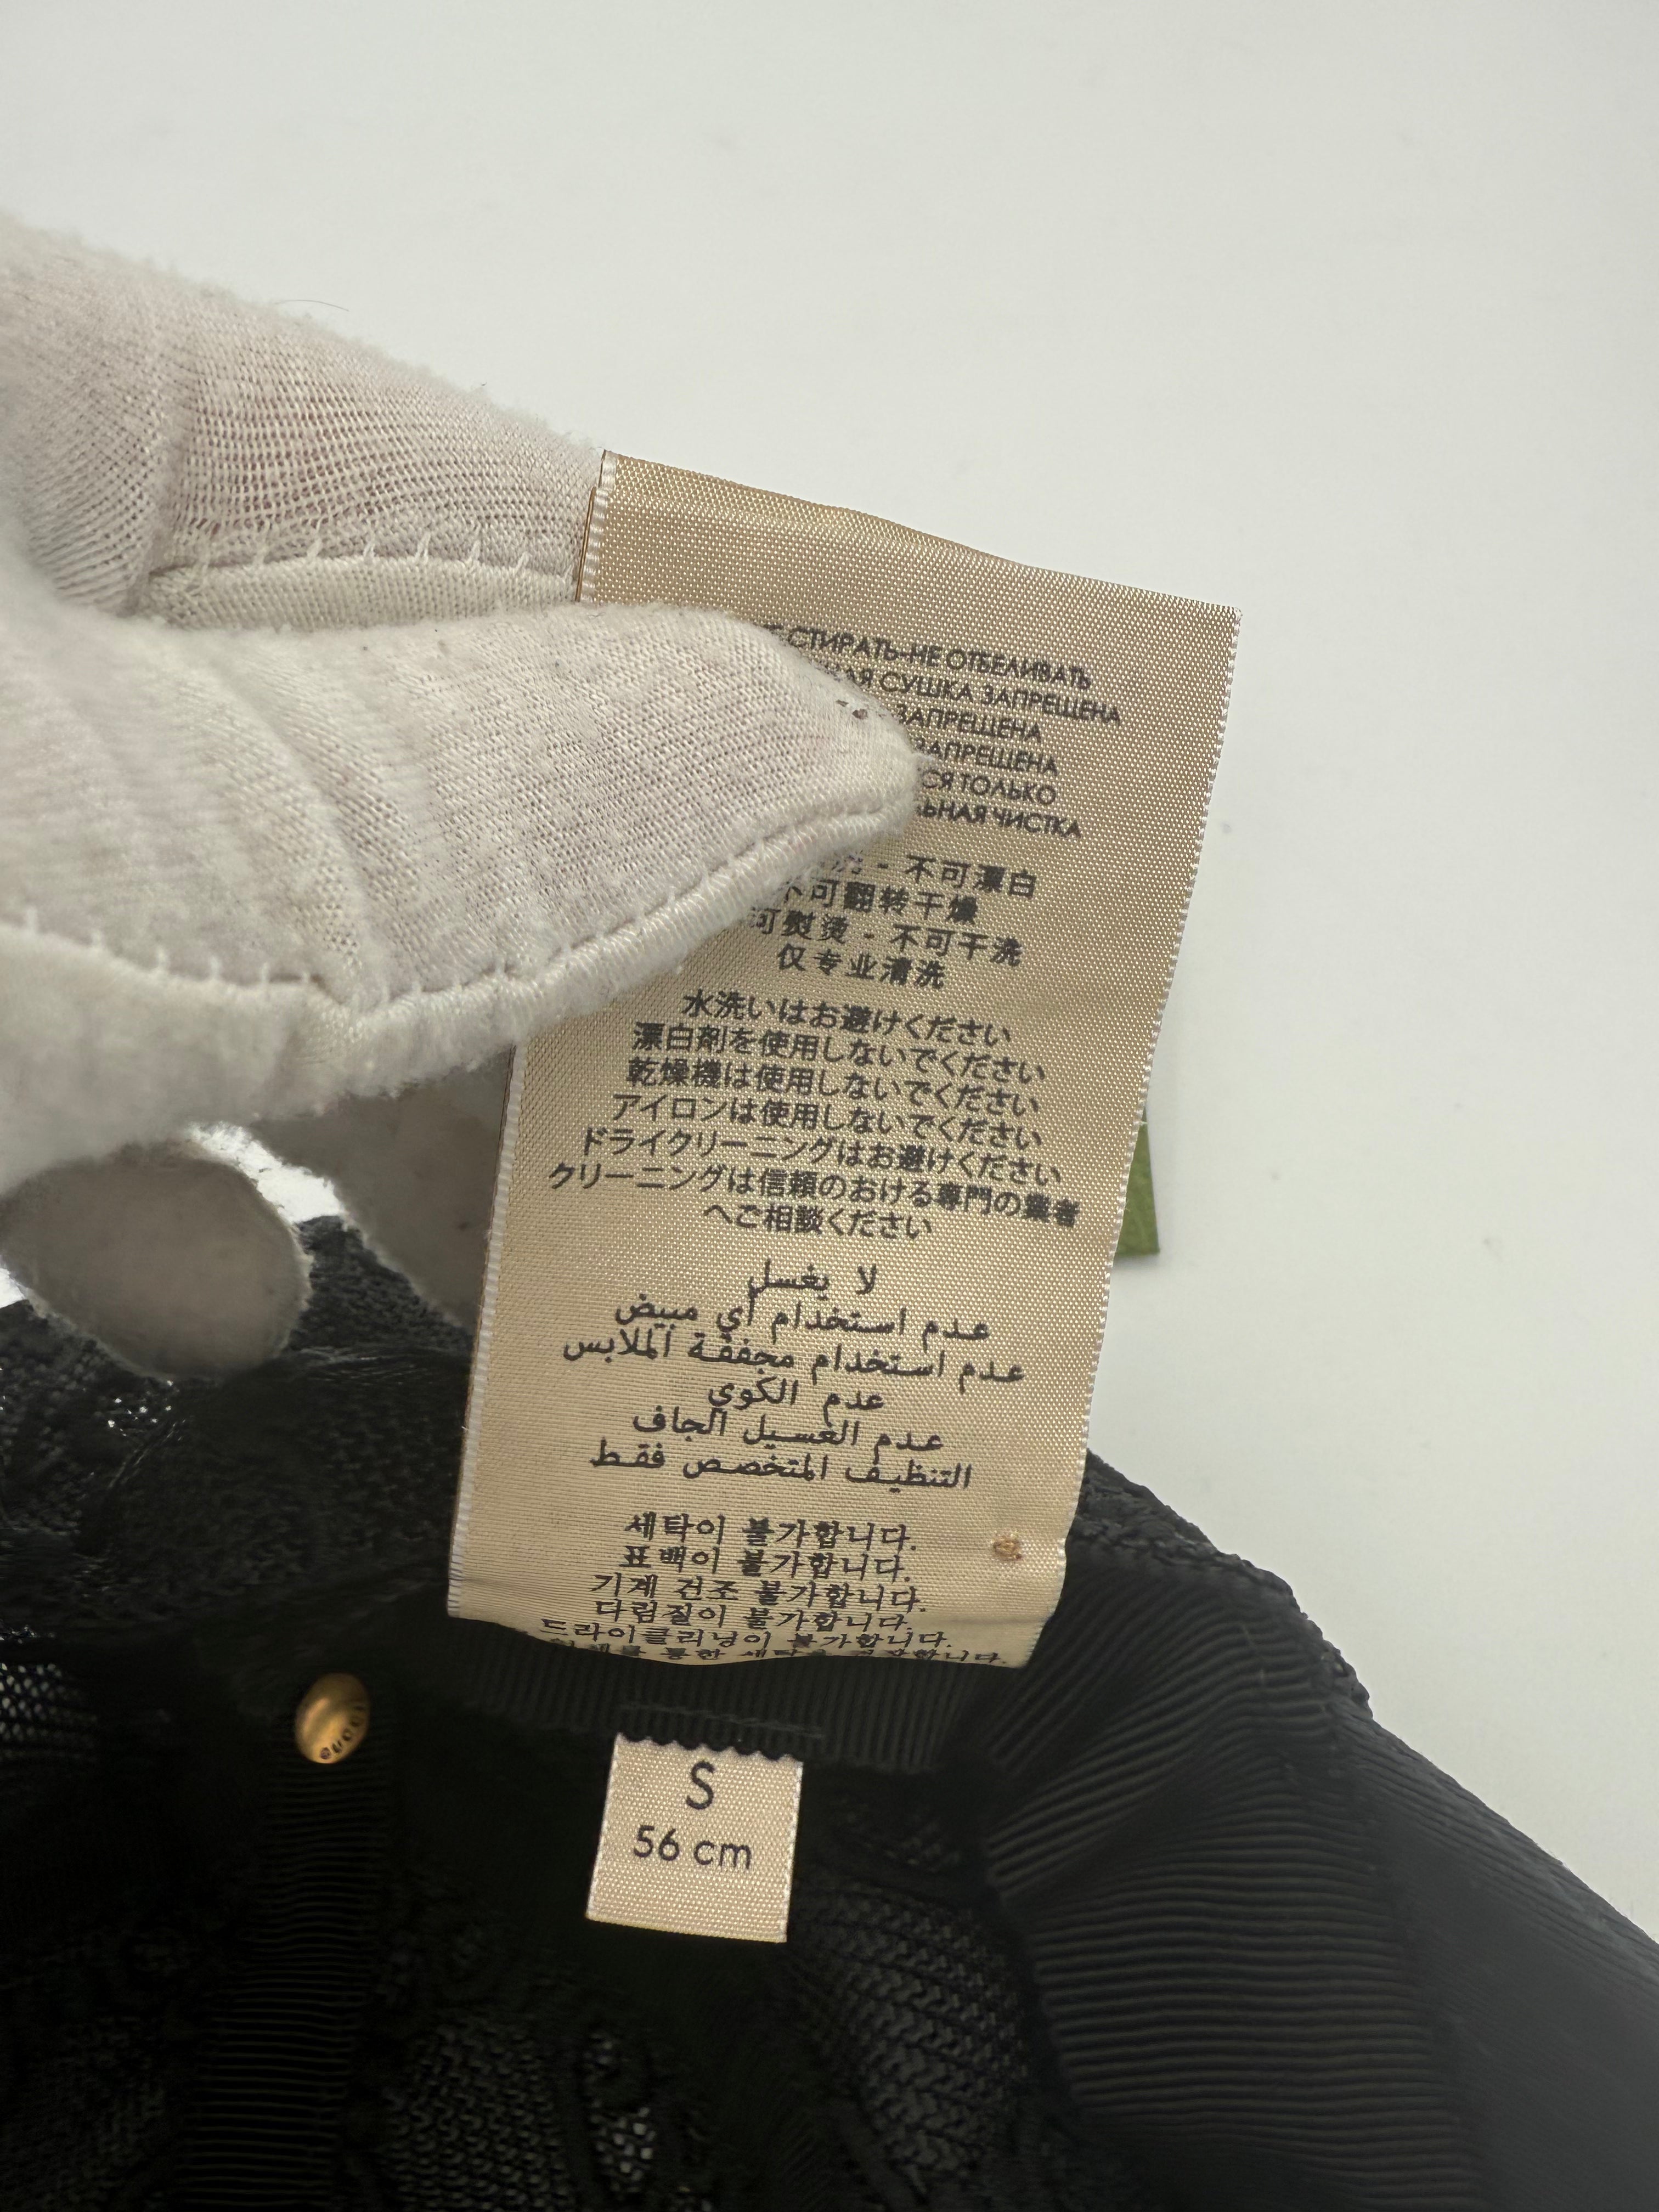 СТИРАТЬ-НЕ ОТБЕЛИВАТЬ
СУШКА ЗАПРЕЩЕНА
ЗАПРЕЩЕНА
ЗАПРЕЩЕНА
ТОЛЬКО
ЧИСТКА
- 不可漂白
不可翻转干燥
可熨烫 - 不可干洗
仅专业清洗
水洗いはお避けください
漂白剤を使用しないでください
乾燥機は使用しないでください
アイロンは使用しないでください
ドライクリーニングはお避けください
クリーニングは信頼のおける専門の業者
へご相談ください
لا يغسل
عدم استخدام أي مبيض
عدم استخدام مجففة الملابس
عدم الكوي
عدم الغسيل الجاف
التنظيف المتخصص فقط
세탁이 불가합니다.
표백이 불가합니다.
기계 건조 불가합니다.
다림질이 불가합니다.
드라이클리닝이 불가합니다.
통한
GUCCI
S
56 cm